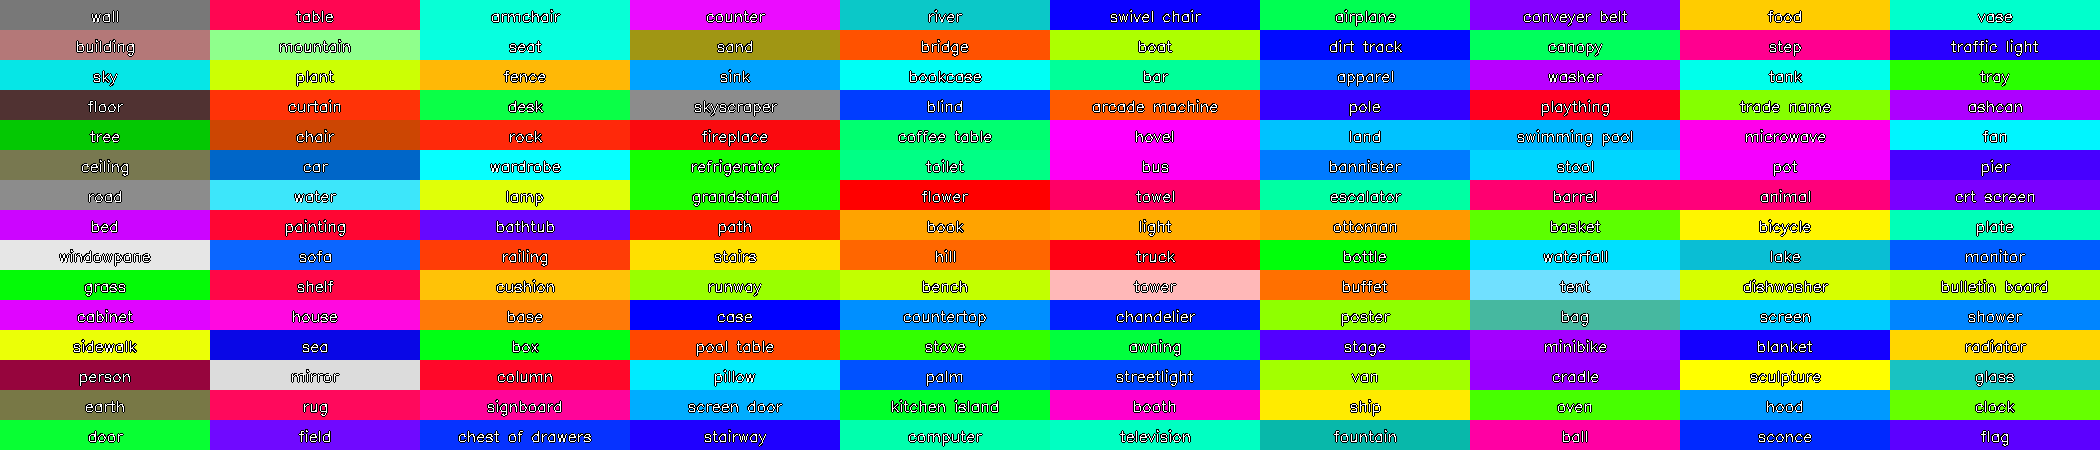 wall table armchair counter river swivel chair airplane conveyer belt food vase
building mountain seat sand bridge boat dirt track canopy step traffic light
sky plant fence sink bookcase bar apparel washer tank tray
floor curtain desk skyscraper blind arcade machine pole plaything trade name ashcan
tree chair rock fireplace coffee table hovel land swimming pool microwave fan
ceiling car wardrobe refrigerator toilet bus bannister stool pot pier
road water lamp grandstand flower towel escalator barrel animal crt screen
bed painting bathtub path book light ottoman basket bicycle plate
windowpane sofa railing stairs hill truck bottle waterfall lake monitor
grass shelf cushion runway bench tower buffet tent dishwasher bulletin board
cabinet house base case countertop chandelier poster bag screen shower
sidewalk sea box pool table stove awning stage minibike blanket radiator
person mirror column pillow palm streetlight van cradle sculpture glass
earth rug signboard screen door kitchen island booth ship oven hood clock
door field chest of drawers stairway computer television fountain ball sconce flag